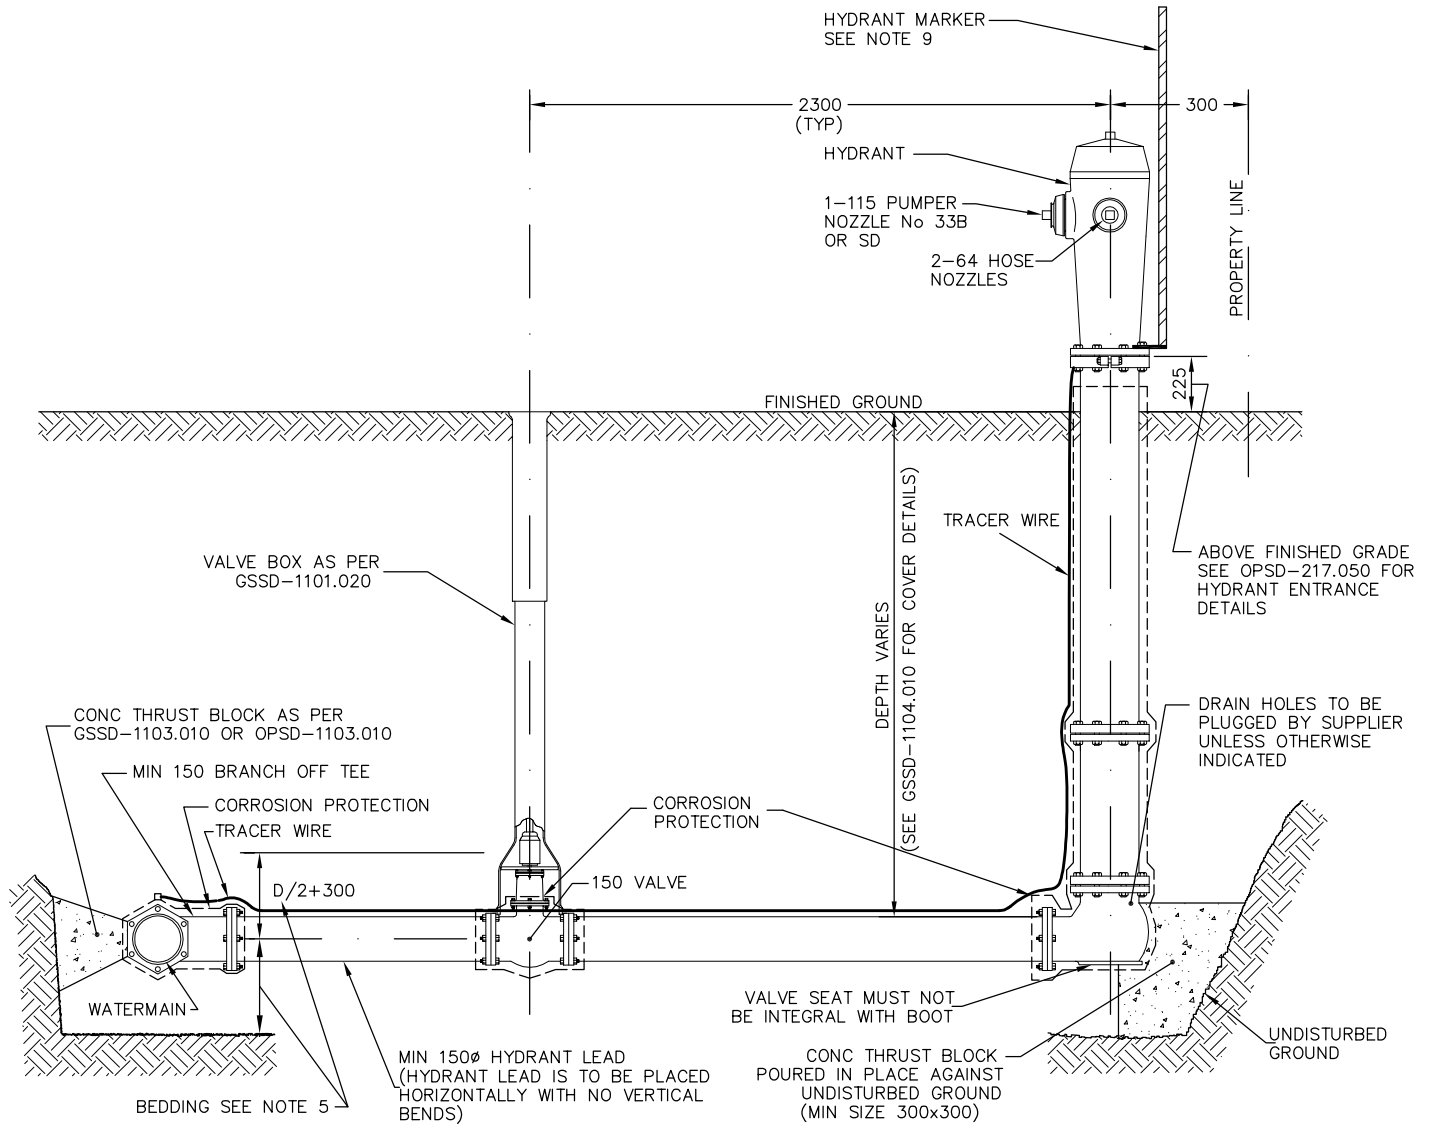 HYDRANT MARKER
SEE NOTE 9
2300
(TYP)
300
HYDRANT
1-115 PUMPER
NOZZLE No 33B
OR SD
2-64 HOSE
NOZZLES
PROPERTY LINE
225
FINISHED GROUND
TRACER WIRE
VALVE BOX AS PER
GSSD-1101.020
DEPTH VARIES
(SEE GSSD-1104.010 FOR COVER DETAILS)
ABOVE FINISHED GRADE
SEE OPSD-217.050 FOR
HYDRANT ENTRANCE
DETAILS
CONC THRUST BLOCK AS PER
GSSD-1103.010 OR OPSD-1103.010
MIN 150 BRANCH OFF TEE
CORROSION PROTECTION
TRACER WIRE
CORROSION
PROTECTION
DRAIN HOLES TO BE
PLUGGED BY SUPPLIER
UNLESS OTHERWISE
INDICATED
D/2+300
150 VALVE
WATERMAIN
VALVE SEAT MUST NOT
BE INTEGRAL WITH BOOT
UNDISTURBED
GROUND
MIN 150ø HYDRANT LEAD
(HYDRANT LEAD IS TO BE PLACED
HORIZONTALLY WITH NO VERTICAL
BENDS)
CONC THRUST BLOCK
POURED IN PLACE AGAINST
UNDISTURBED GROUND
(MIN SIZE 300x300)
BEDDING SEE NOTE 5